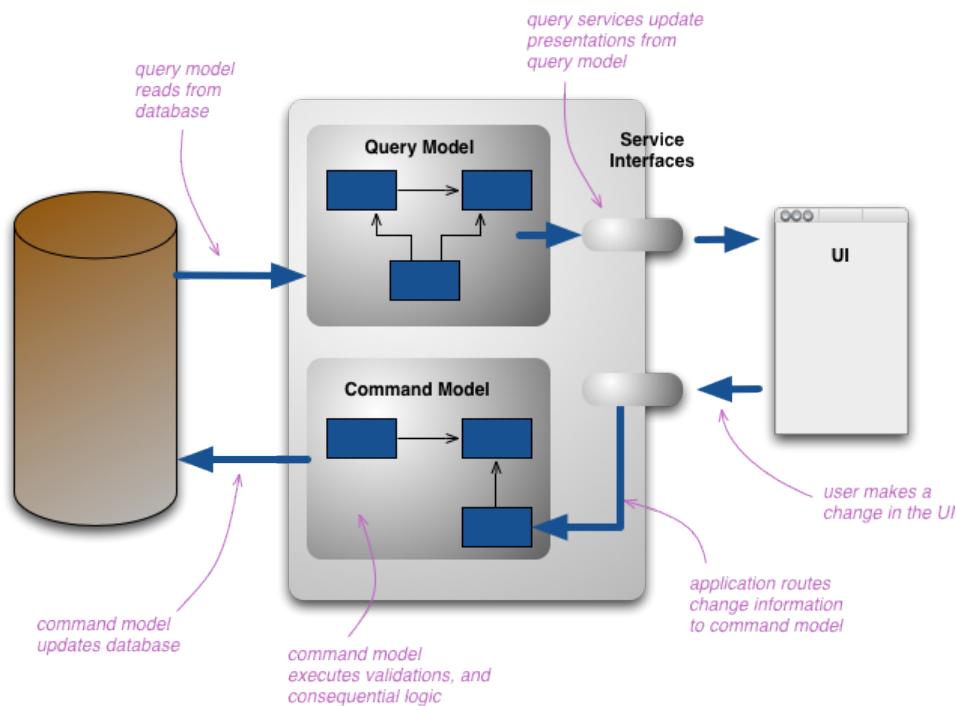 query services update
presentations from
query model
query model
reads from
database
Query Model
Service
Interfaces
UI
Command Model
user makes a
change in the UI
application routes
change information
to command model
command model
updates database
command model
executes validations, and
consequential logic